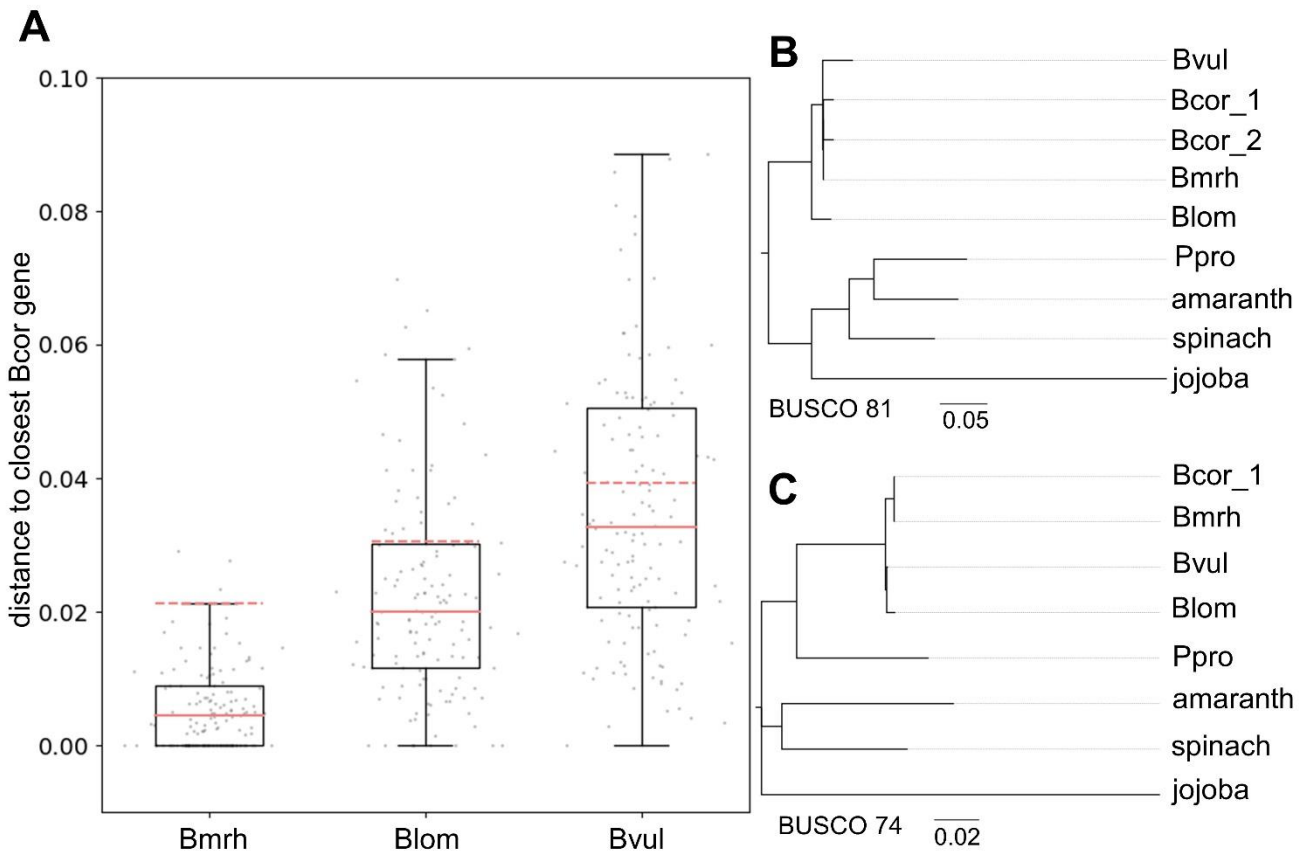 A
distance to closest Bcor gene
0.10
0.08
0.06
0.04
0.02
0.00
Bmrh
Blom
Bvul
B
Bvul
Bcor_1
Bcor_2
Bmrh
Blom
Ppro
amaranth
spinach
jojoba
BUSCO 81
0.05
C
Bcor_1
Bmrh
Bvul
Blom
Ppro
amaranth
spinach
jojoba
BUSCO 74
0.02